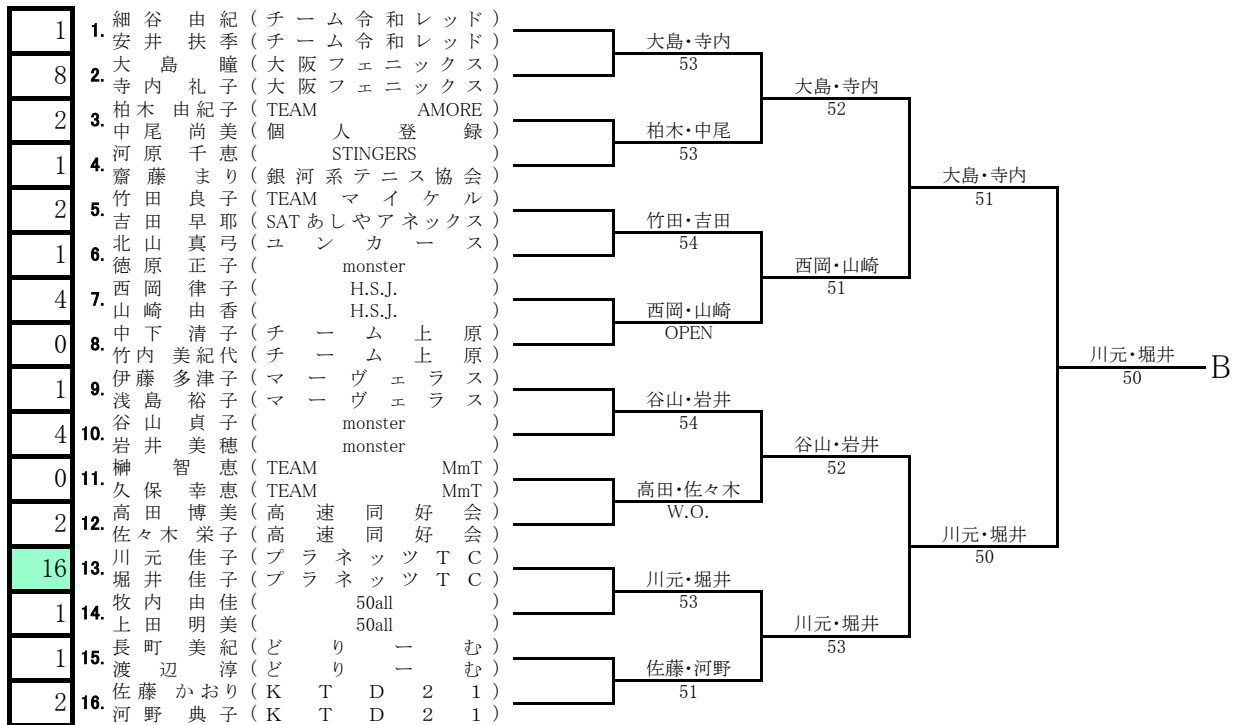 1 1. 細谷 由紀 ( チーム令和レッド )
安井 扶季 ( チーム令和レッド )
8 2. 大島 瞳 ( 大阪フェニックス )
寺内 礼子 ( 大阪フェニックス )
2 3. 柏木 由紀子 ( TEAM AMORE )
中尾 尚美 ( 個人登録 )
1 4. 河原 千恵 ( STINGERS )
齋藤 まり ( 銀河系テニス協会 )
2 5. 竹田 良子 ( TEAM マイケル )
吉田 早耶 ( SATあしやアネックス )
1 6. 北山 真弓 ( ユンカース )
徳原 正子 ( monster )
4 7. 西岡 律子 ( H.S.J. )
山崎 由香 ( H.S.J. )
0 8. 中下 清子 ( チーム上原 )
竹内 美紀代 ( チーム上原 )
1 9. 伊藤 多津子 ( マーヴェラス )
浅島 裕子 ( マーヴェラス )
4 10. 谷山 貞子 ( monster )
岩井 美穂 ( monster )
0 11. 榊 智恵 ( TEAM MmT )
久保 幸恵 ( TEAM MmT )
2 12. 高田 博美 ( 高速同好会 )
佐々木 栄子 ( 高速同好会 )
16 13. 川元 佳子 ( プラネッツTC )
堀井 佳子 ( プラネッツTC )
1 14. 牧内 由佳 ( 50all )
上田 明美 ( 50all )
1 15. 長町 美紀 ( どりーむ )
渡辺 淳 ( どりーむ )
2 16. 佐藤 かおり ( KTD21 )
河野 典子 ( KTD21 )
大島・寺内
53
柏木・中尾
53
竹田・吉田
54
西岡・山崎
OPEN
谷山・岩井
54
高田・佐々木
W.O.
川元・堀井
53
佐藤・河野
51
大島・寺内
52
西岡・山崎
51
谷山・岩井
52
川元・堀井
53
大島・寺内
51
川元・堀井
50
川元・堀井
50
B